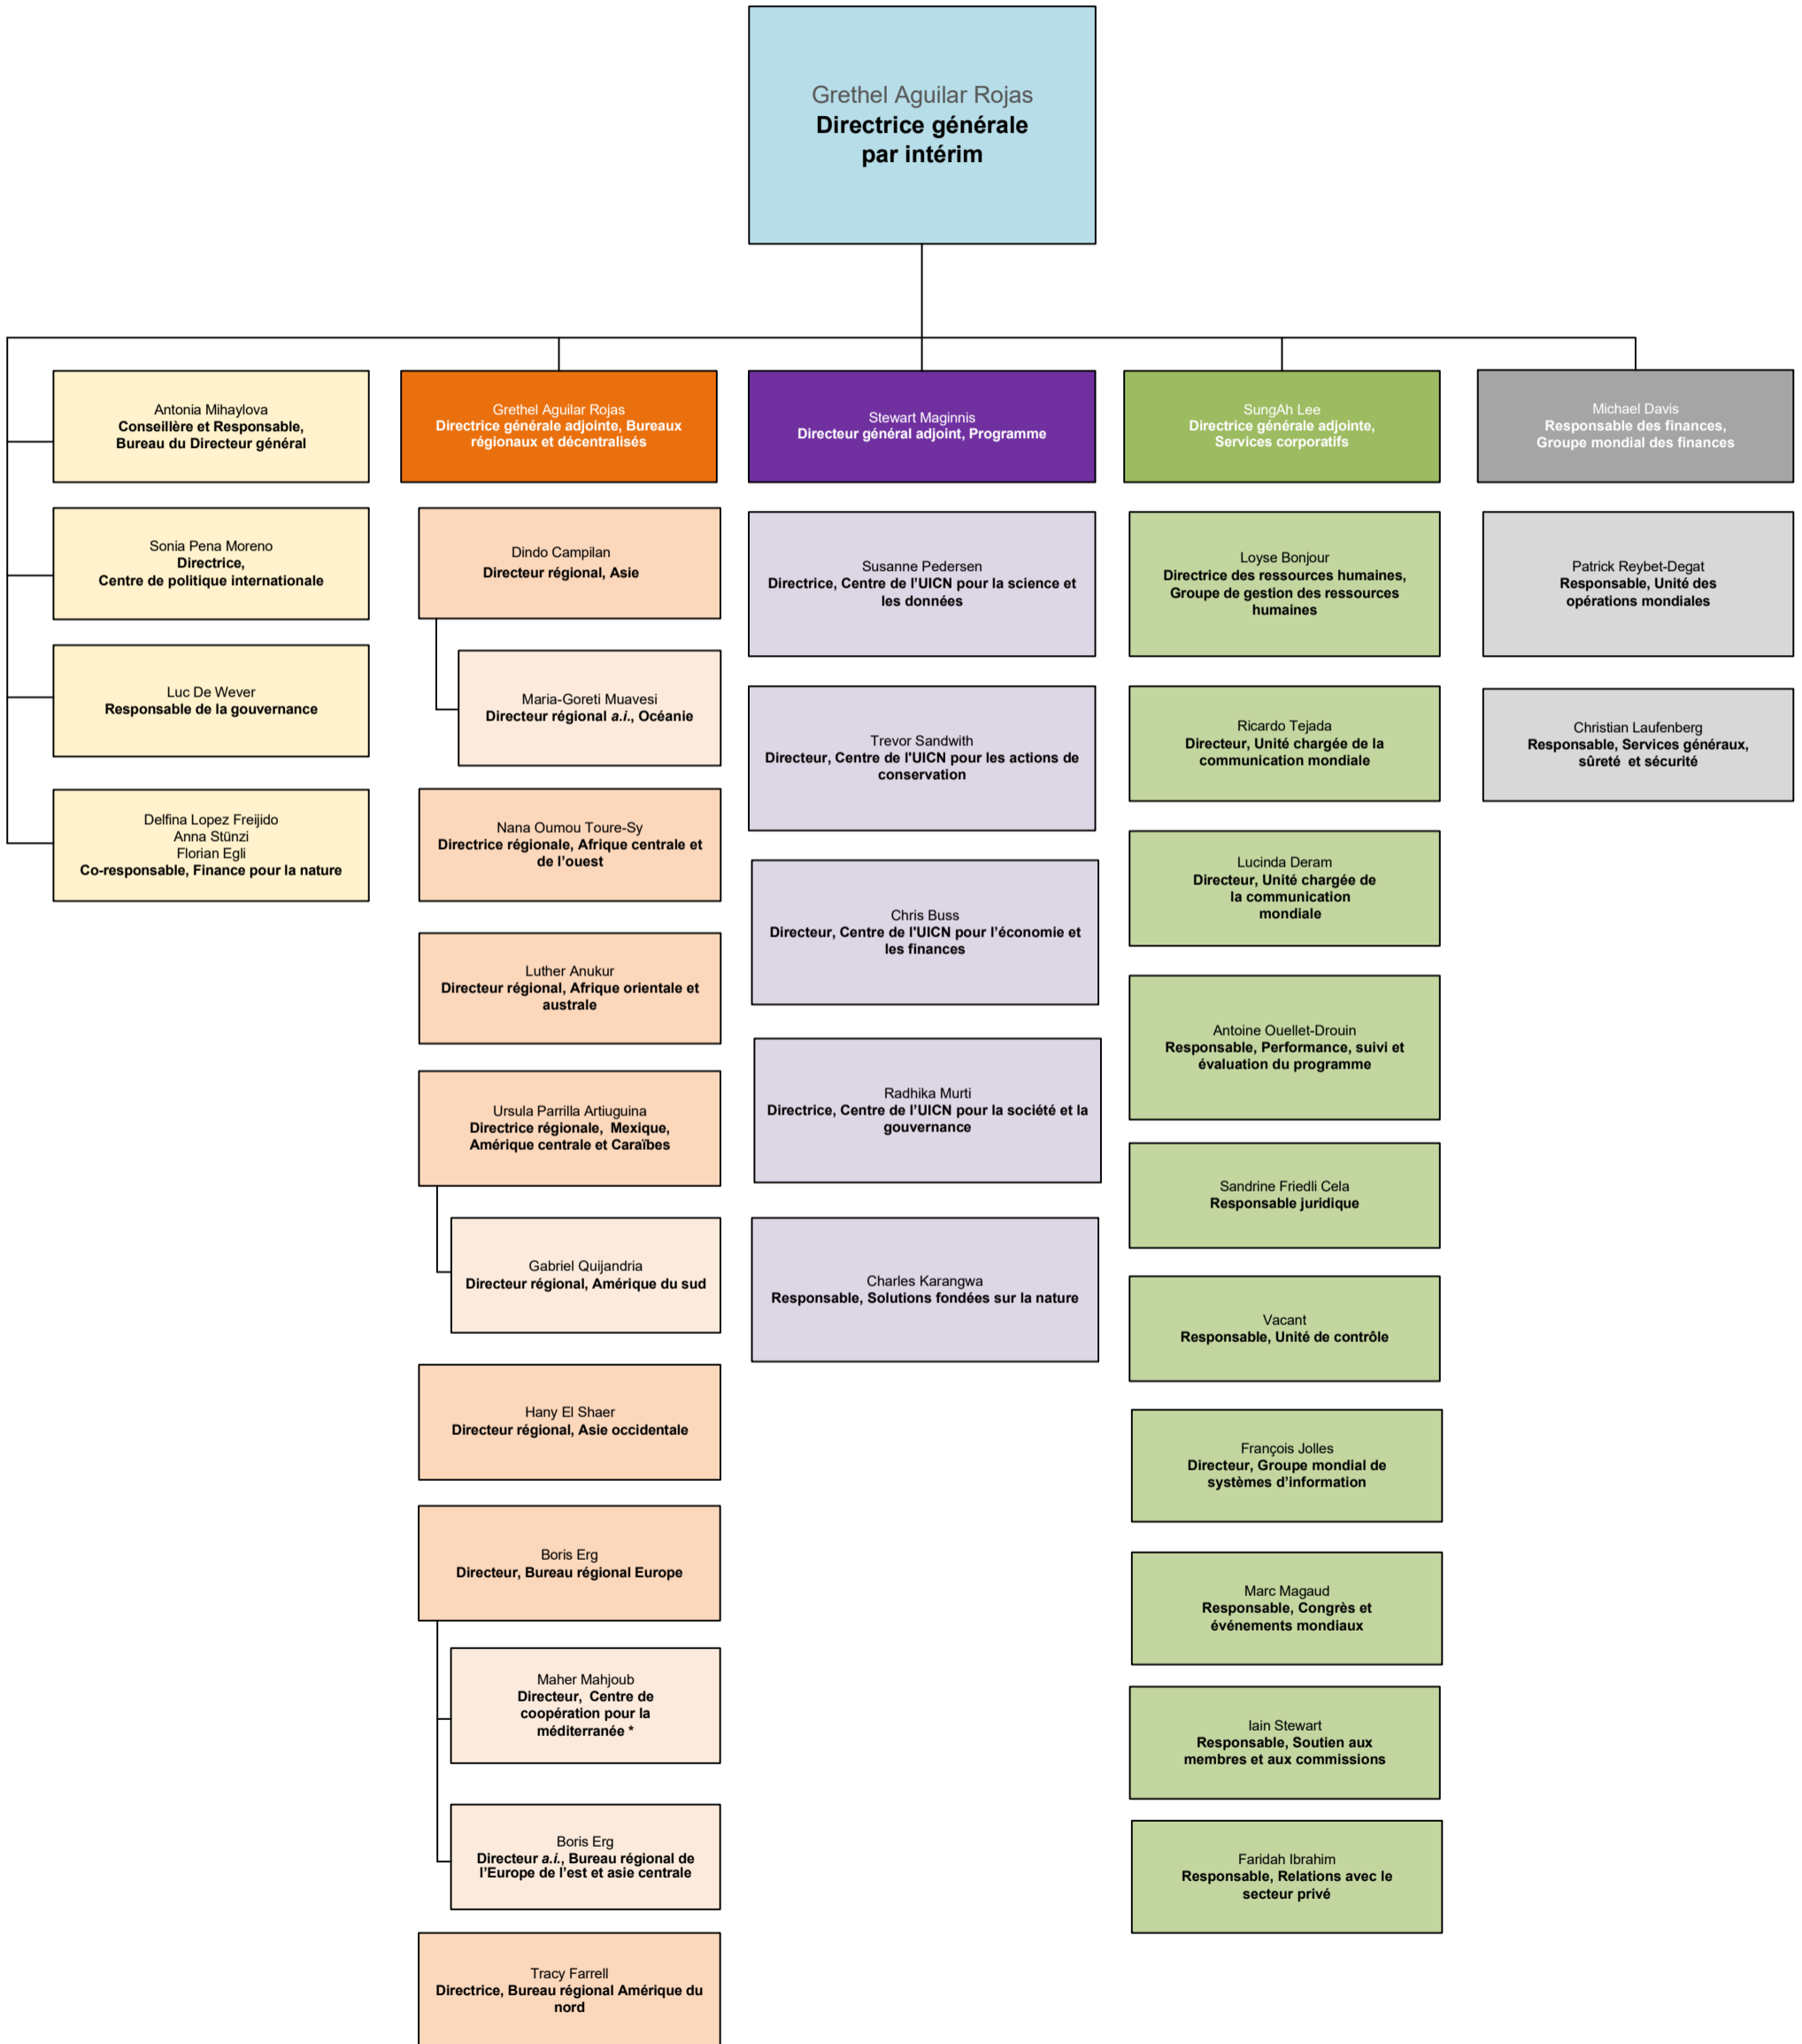 Grethel Aguilar Rojas
Directrice générale
par intérim
Antonia Mihaylova
Conseillère et Responsable,
Bureau du Directeur général
Sonia Pena Moreno
Directrice,
Centre de politique internationale
Luc De Wever
Responsable de la gouvernance
Delfina Lopez Freijido
Anna Stünzi
Florian Egli
Co-responsable, Finance pour la nature
Grethel Aguilar Rojas
Directrice générale adjointe, Bureaux
régionaux et décentralisés
Dindo Campilan
Directeur régional, Asie
Maria-Goreti Muavesi
Directeur régional a.i., Océanie
Nana Oumou Toure-Sy
Directrice régionale, Afrique centrale et
de l’ouest
Luther Anukur
Directeur régional, Afrique orientale et
australe
Ursula Parrilla Artiuguina
Directrice régionale, Mexique,
Amérique centrale et Caraïbes
Gabriel Quijandria
Directeur régional, Amérique du sud
Hany El Shaer
Directeur régional, Asie occidentale
Boris Erg
Directeur, Bureau régional Europe
Maher Mahjoub
Directeur, Centre de
coopération pour la
méditerranée *
Boris Erg
Directeur a.i., Bureau régional de
l’Europe de l’est et asie centrale
Tracy Farrell
Directrice, Bureau régional Amérique du
nord
Stewart Maginnis
Directeur général adjoint, Programme
Susanne Pedersen
Directrice, Centre de l’UICN pour la science et
les données
Trevor Sandwith
Directeur, Centre de l'UICN pour les actions de
conservation
Chris Buss
Directeur, Centre de l'UICN pour l’économie et
les finances
Radhika Murti
Directrice, Centre de l’UICN pour la société et la
gouvernance
Charles Karangwa
Responsable, Solutions fondées sur la nature
SungAh Lee
Directrice générale adjointe,
Services corporatifs
Loyse Bonjour
Directrice des ressources humaines,
Groupe de gestion des ressources
humaines
Ricardo Tejada
Directeur, Unité chargée de la
communication mondiale
Lucinda Deram
Directeur, Unité chargée de
la communication
mondiale
Antoine Ouellet-Drouin
Responsable, Performance, suivi et
évaluation du programme
Sandrine Friedli Cela
Responsable juridique
Vacant
Responsable, Unité de contrôle
François Jolles
Directeur, Groupe mondial de
systèmes d’information
Marc Magaud
Responsable, Congrès et
événements mondiaux
Iain Stewart
Responsable, Soutien aux
membres et aux commissions
Faridah Ibrahim
Responsable, Relations avec le
secteur privé
Michael Davis
Responsable des finances,
Groupe mondial des finances
Patrick Reybet-Degat
Responsable, Unité des
opérations mondiales
Christian Laufenberg
Responsable, Services généraux,
sûreté et sécurité